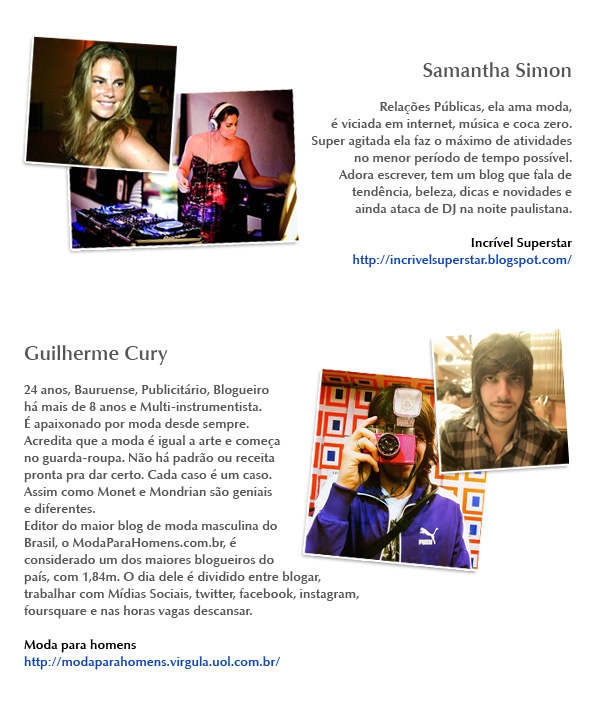 Samantha Simon
Relações Públicas, ela ama moda,
é viciada em internet, música e coca zero.
Super agitada ela faz o máximo de atividades
no menor período de tempo possível.
Adora escrever, tem um blog que fala de
tendência, beleza, dicas e novidades e
ainda ataca de DJ na noite paulistana.
Incrível Superstar
http://incrivelsuperstar.blogspot.com/
Guilherme Cury
24 anos, Bauruense, Publicitário, Blogueiro
há mais de 8 anos e Multi-instrumentista.
É apaixonado por moda desde sempre.
Acredita que a moda é igual a arte e começa
no guarda-roupa. Não há padrão ou receita
pronta pra dar certo. Cada caso é um caso.
Assim como Monet e Mondrian são geniais
e diferentes.
Editor do maior blog de moda masculina do
Brasil, o ModaParaHomens.com.br, é
considerado um dos maiores blogueiros do
país, com 1,84m. O dia dele é dividido entre blogar,
trabalhar com Mídias Sociais, twitter, facebook, instagram,
foursquare e nas horas vagas descansar.
Moda para homens
http://modaparahomens.virgula.uol.com.br/
PUMA